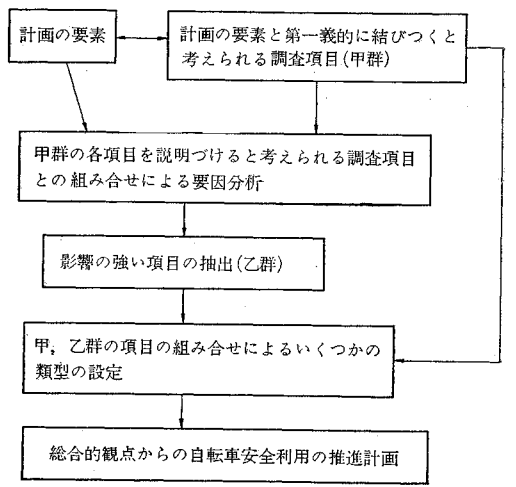 計画の要素
計画の要素と第一義的に結びつくと
考えられる調査項目(甲群)
甲群の各項目を説明づけると考えられる調査項目
との組み合せによる要因分析
影響の強い項目の抽出(乙群)
甲,乙群の項目の組み合せによるいくつかの
類型の設定
総合的観点からの自転車安全利用の推進計画